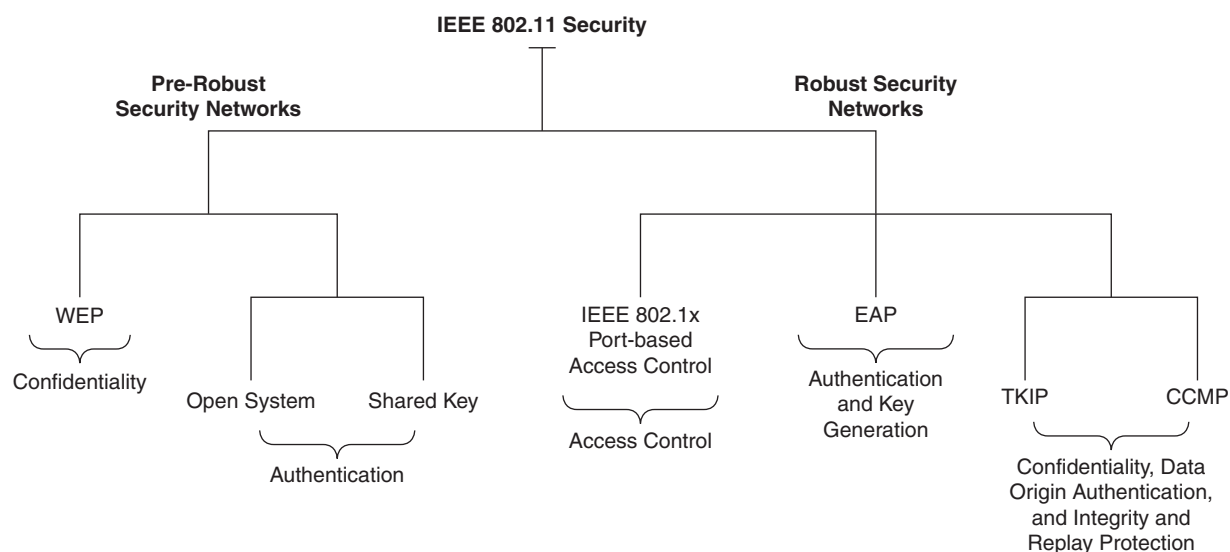 IEEE 802.11 Security
Pre-Robust
Security Networks
Robust Security
Networks
WEP
Confidentiality
Open System
Shared Key
Authentication
IEEE 802.1x
Port-based
Access Control
Access Control
EAP
Authentication
and Key
Generation
TKIP
CCMP
Confidentiality, Data
Origin Authentication,
and Integrity and
Replay Protection